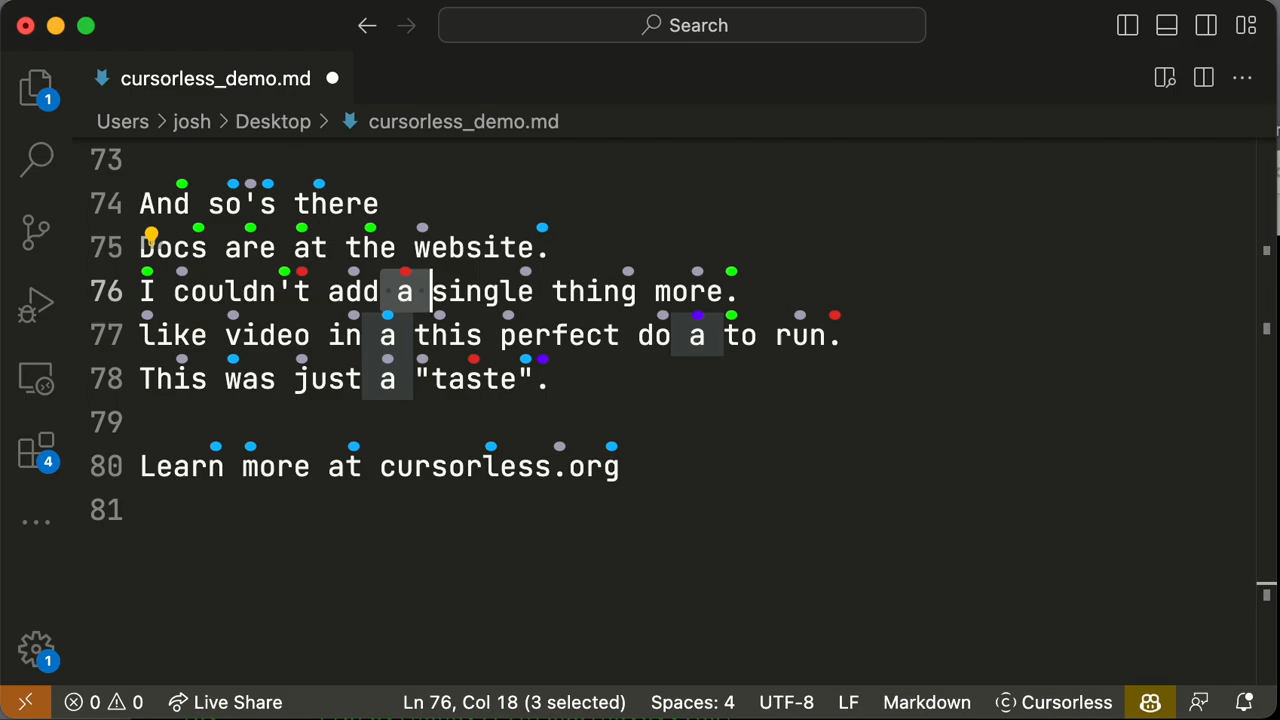 Search
cursorless_demo.md
1
Users > josh > Desktop > cursorless_demo.md
73
74 And so's there
75 Docs are at the website.
76 I couldn't add a single thing more.
77 like video in a this perfect do a to run.
78 This was just a "taste".
79
80 Learn more at cursorless.org
81
4
1
0 0 Live Share Ln 76, Col 18 (3 selected) Spaces: 4 UTF-8 LF Markdown Cursorless